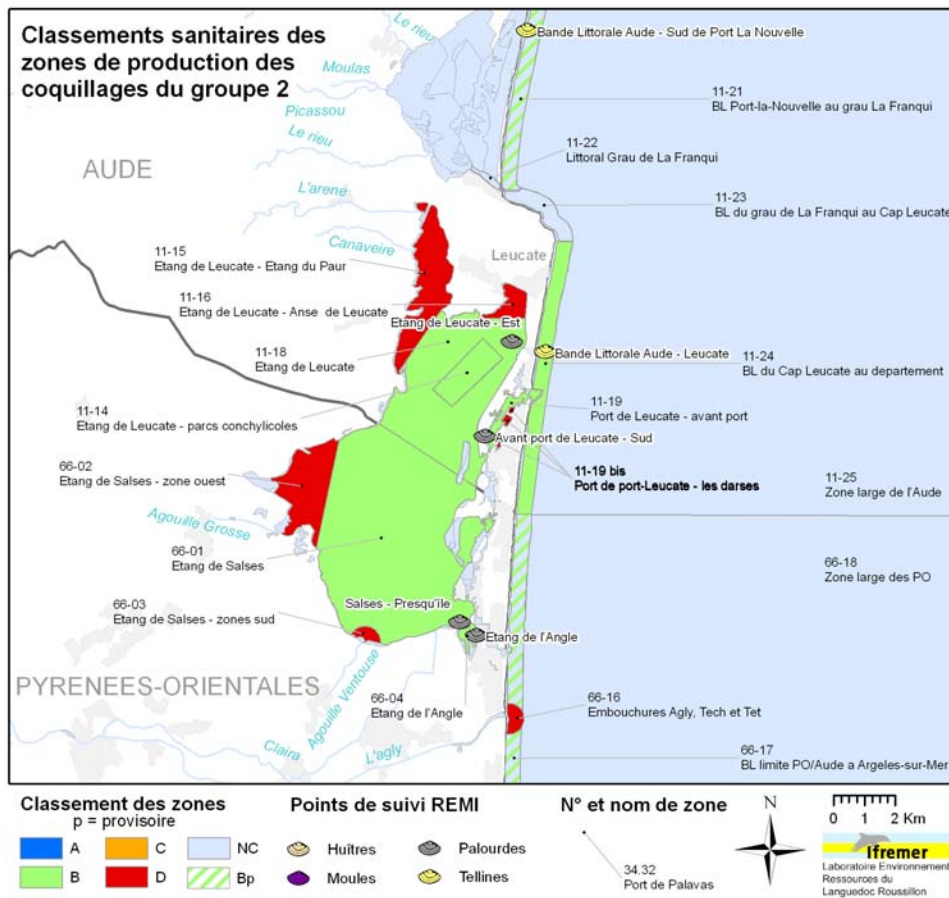 Classements sanitaires des
zones de production des
coquillages du groupe 2
Le rieu
Moulas
Picassou
Le rieu
AUDE
L'arene
Canaveire
Bande Littorale Aude - Sud de Port La Nouvelle
11-21
BL Port-la-Nouvelle au grau La Franqui
11-22
Littoral Grau de La Franqui
11-23
BL du grau de La Franqui au Cap Leucate
11-15
Etang de Leucate - Etang du Paur
Leucate
11-16
Etang de Leucate - Anse de Leucate
Etang de Leucate - Est
11-18
Etang de Leucate
Bande Littorale Aude - Leucate
11-24
BL du Cap Leucate au departement
11-14
Etang de Leucate - parcs conchylicoles
11-19
Port de Leucate - avant port
Avant port de Leucate - Sud
66-02
Etang de Salses - zone ouest
11-19 bis
Port de port-Leucate - les darses
11-25
Zone large de l'Aude
Agouille Grosse
66-01
Etang de Salses
66-18
Zone large des PO
66-03
Etang de Salses - zones sud
Salses - Presqu'île
Etang de l'Angle
PYRENEES-ORIENTALES
Agouille Ventouse
66-04
Etang de l'Angle
66-16
Embouchures Agly, Tech et Tet
Claira
L'agly
66-17
BL limite PO/Aude a Argeles-sur-Mer
Classement des zones
p = provisoire
A
C
NC
B
D
Bp
Points de suivi REMI
Huîtres
Palourdes
Moules
Tellines
N° et nom de zone
34.32
Port de Palavas
N
0 1 2 Km
Ifremer
Laboratoire Environnement
Ressources du
Languedoc Roussillon